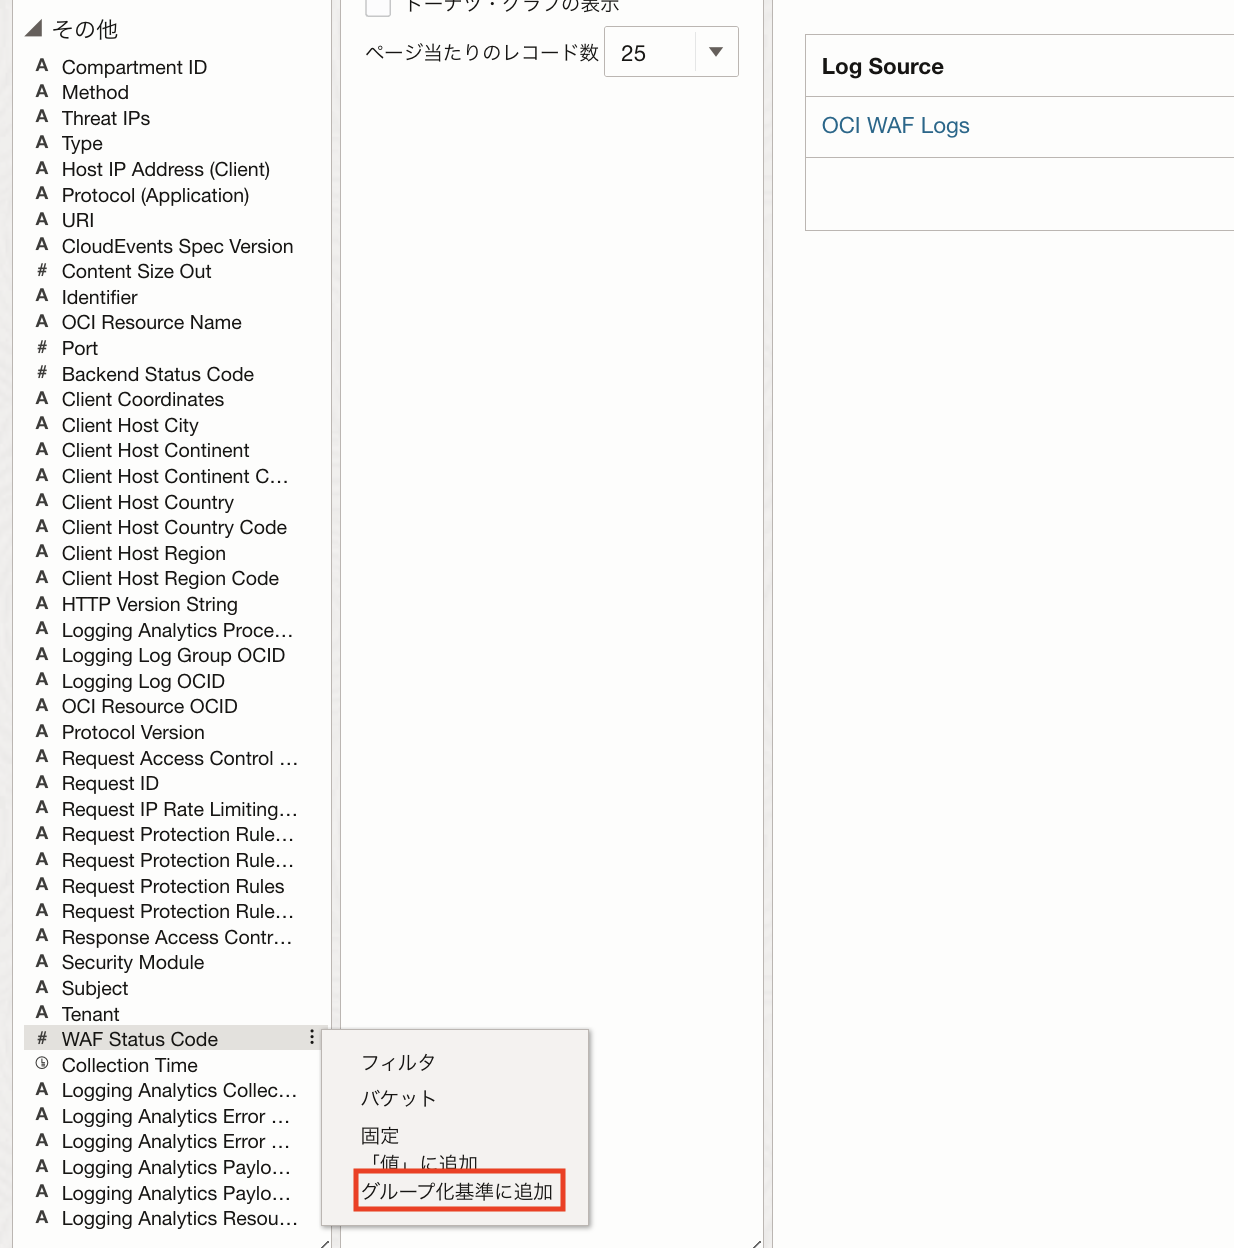 その他
A Compartment ID
A Method
A Threat IPs
A Type
A Host IP Address (Client)
A Protocol (Application)
A URI
A CloudEvents Spec Version
# Content Size Out
A Identifier
A OCI Resource Name
# Port
# Backend Status Code
A Client Coordinates
A Client Host City
A Client Host Continent
A Client Host Continent C...
A Client Host Country
A Client Host Country Code
A Client Host Region
A Client Host Region Code
A HTTP Version String
A Logging Analytics Proce...
A Logging Log Group OCID
A Logging Log OCID
A OCI Resource OCID
A Protocol Version
A Request Access Control ...
A Request ID
A Request IP Rate Limiting...
A Request Protection Rule...
A Request Protection Rule...
A Request Protection Rules
A Request Protection Rule...
A Response Access Contr...
A Security Module
A Subject
A Tenant
# WAF Status Code
Collection Time
A Logging Analytics Collec...
A Logging Analytics Error ...
A Logging Analytics Error ...
A Logging Analytics Paylo...
A Logging Analytics Paylo...
A Logging Analytics Resou...
ドーナツ・グラフの表示
ページ当たりのレコード数 25
フィルタ
バケット
固定
「値」に追加
グループ化基準に追加
Log Source
OCI WAF Logs